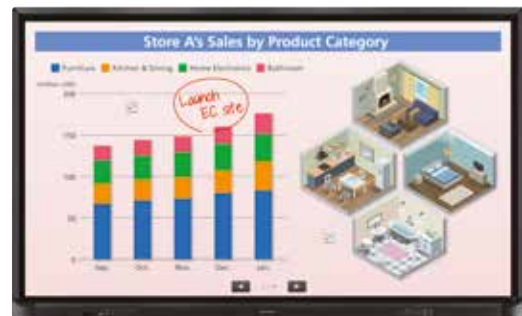 Store A's Sales by Product Category
Furniture Kitchen & Dining Home Electronics Bathroom
200
Launch
EC site
150
100
50
0
Sep. Oct. Nov. Dec. Jan.